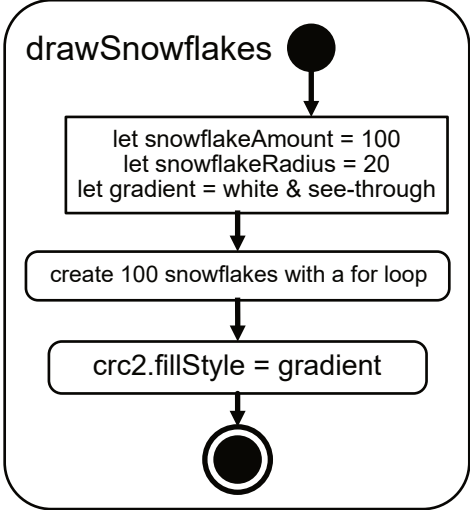 drawSnowflakes
let snowflakeAmount = 100
let snowflakeRadius = 20
let gradient = white & see-through
create 100 snowflakes with a for loop
crc2.fillStyle = gradient